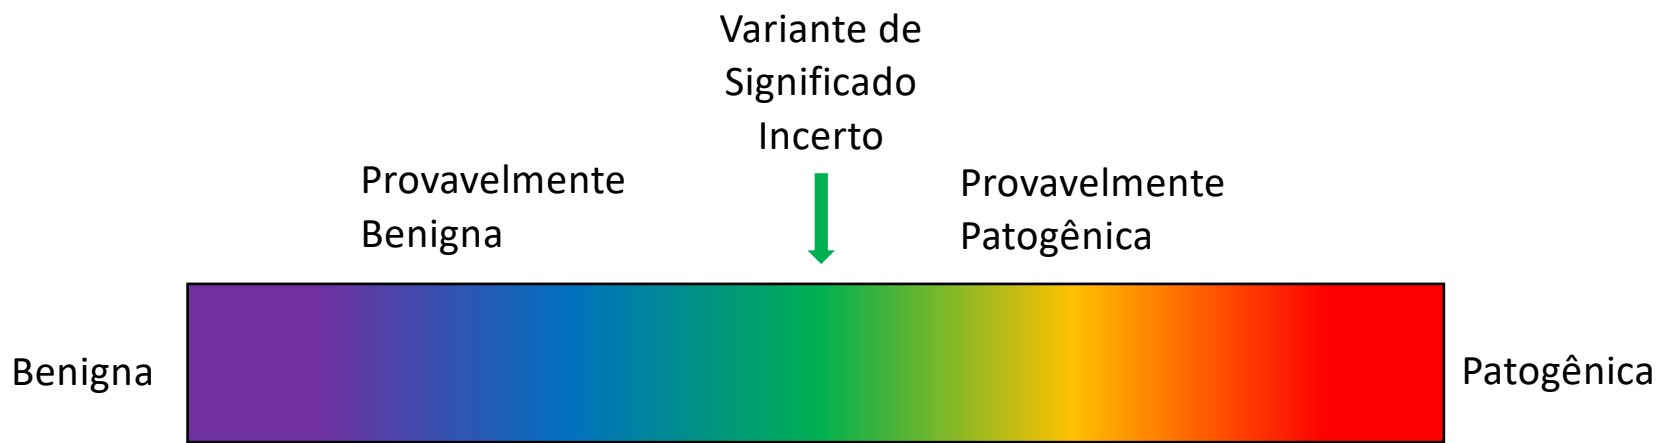 Variante de
Significado
Incerto
Provavelmente
Benigna
Provavelmente
Patogênica
Benigna
Patogênica